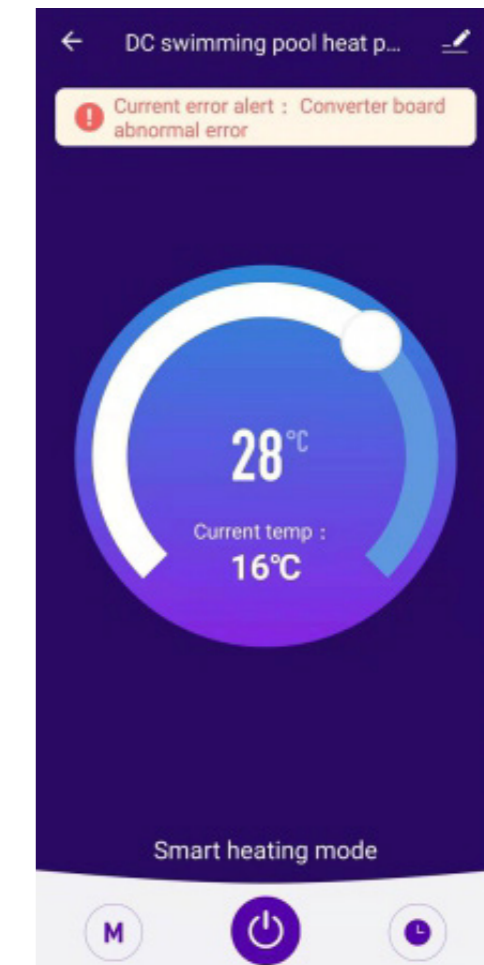 DC swimming pool heat p...
Current error alert： Converter board
abnormal error
28°C
Current temp：
16°C
Smart heating mode
M